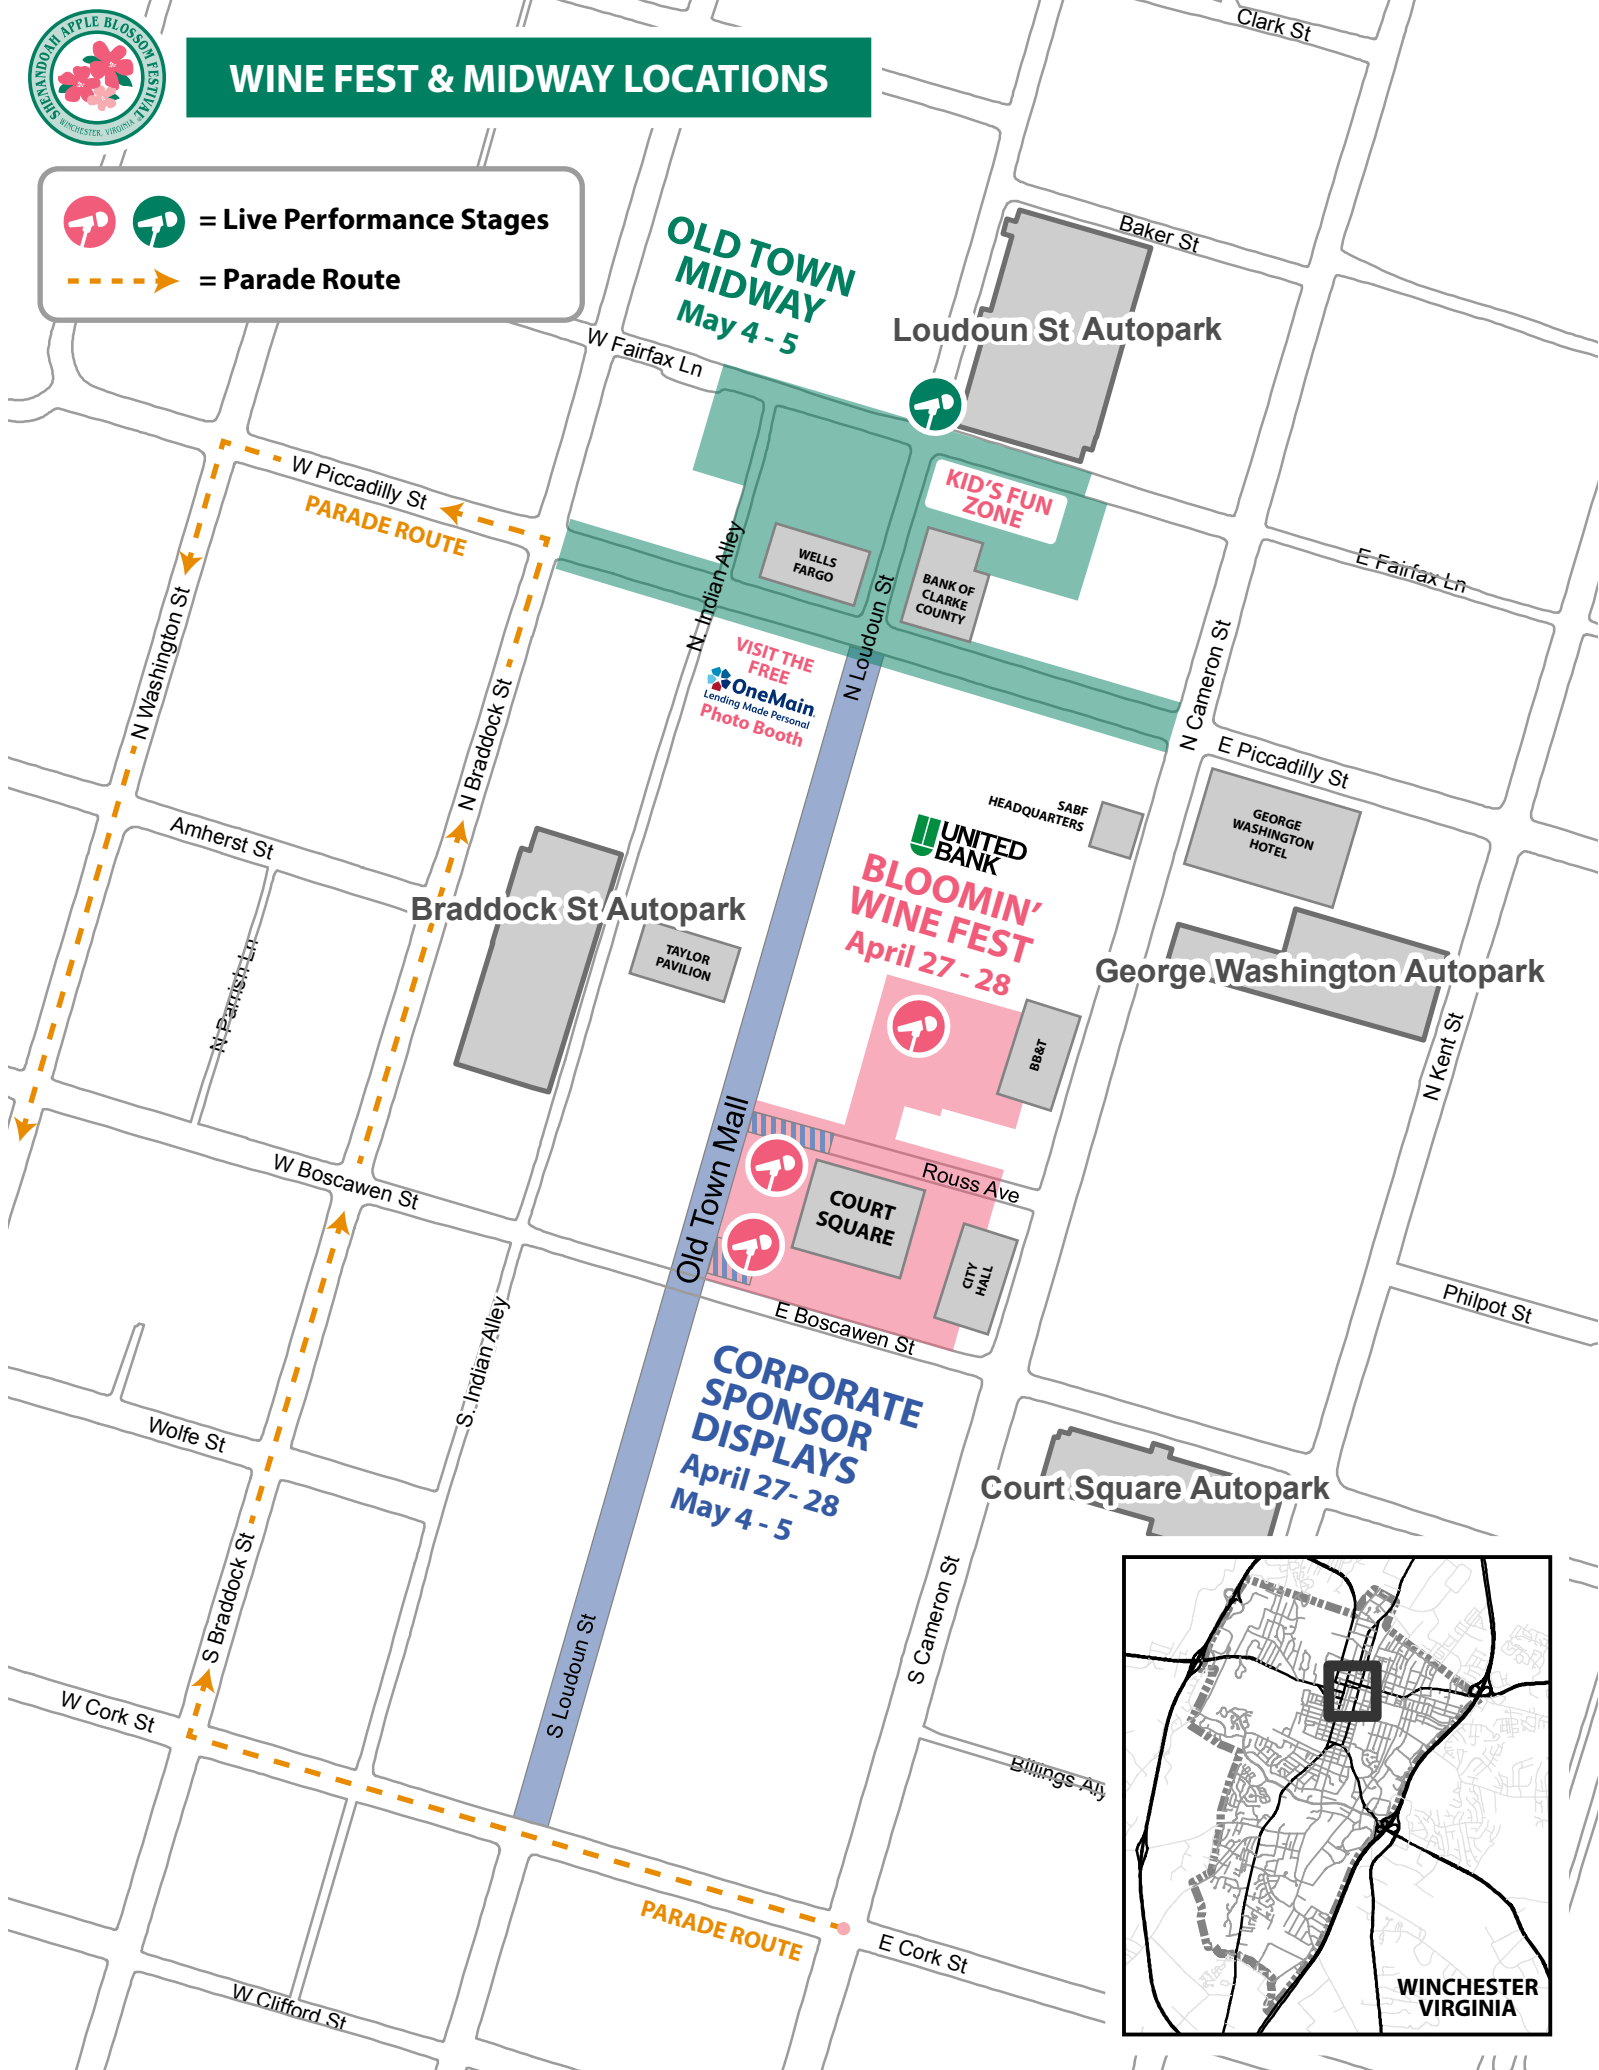 SHENANDOAH APPLE BLOSSOM FESTIVAL
WINCHESTER, VIRGINIA
WINE FEST & MIDWAY LOCATIONS
= Live Performance Stages
= Parade Route
Clark St
Baker St
OLD TOWN
MIDWAY
May 4 - 5
Loudoun St Autopark
W Fairfax Ln
KID'S FUN
ZONE
W Piccadilly St
PARADE ROUTE
WELLS
FARGO
BANK OF
CLARKE
COUNTY
E Fairfax Ln
N. Indian Alley
N Loudoun St
N Washington St
N Braddock St
N Cameron St
VISIT THE
FREE
OneMain
Lending Made Personal
Photo Booth
E Piccadilly St
SABF
HEADQUARTERS
GEORGE
WASHINGTON
HOTEL
Amherst St
UNITED
BANK
BLOOMIN'
WINE FEST
April 27 - 28
Braddock St Autopark
TAYLOR
PAVILION
George Washington Autopark
N Parrish Ln
BB&T
N Kent St
Old Town Mall
W Boscawen St
Rouss Ave
COURT
SQUARE
CITY
HALL
E Boscawen St
Philpot St
S. Indian Alley
CORPORATE
SPONSOR
DISPLAYS
April 27- 28
May 4 - 5
Wolfe St
Court Square Autopark
S Braddock St
S Loudoun St
S Cameron St
W Cork St
Billings Aly
PARADE ROUTE
E Cork St
W Clifford St
WINCHESTER
VIRGINIA